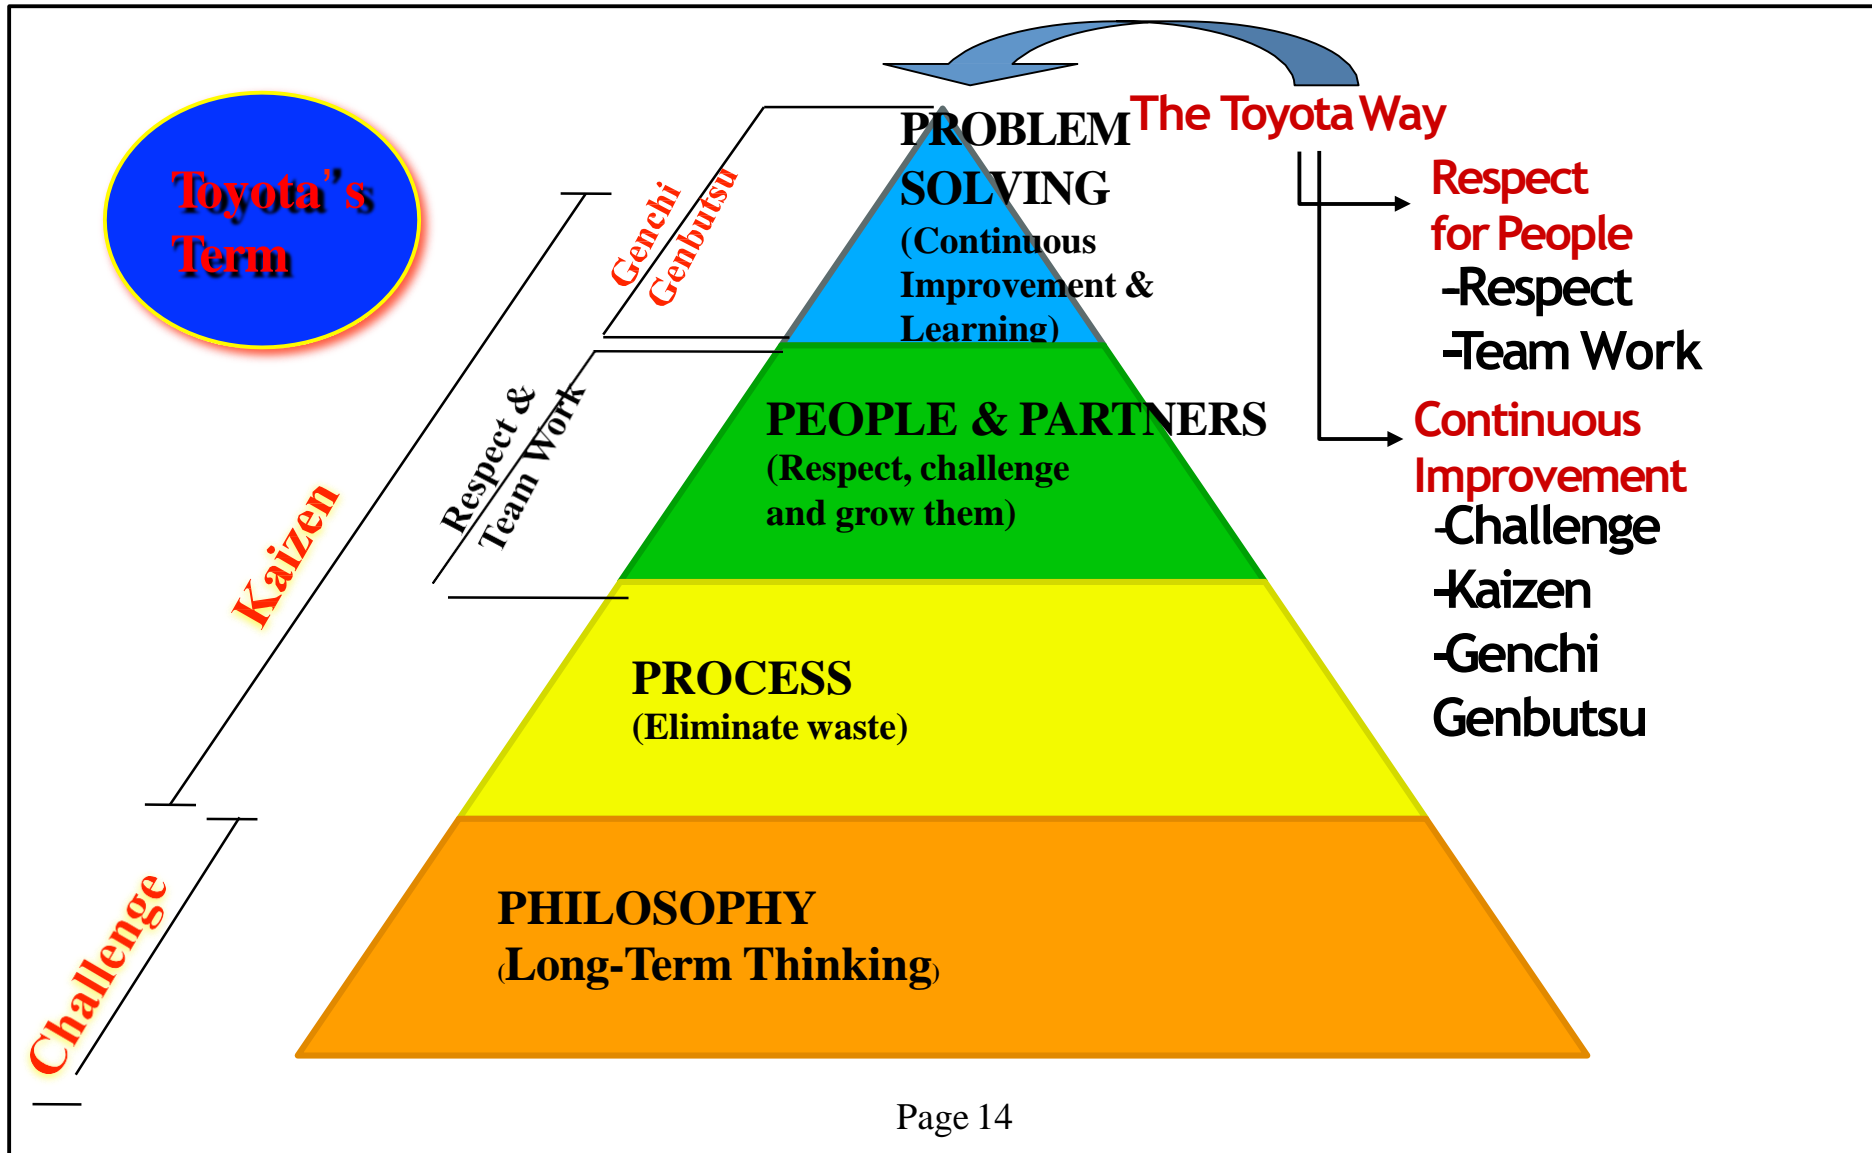 Toyota’s
Term
Genchi
Genbutsu
Respect &
Team Work
Kaizen
Challenge
PROBLEM
SOLVING
(Continuous
Improvement &
Learning)
PEOPLE & PARTNERS
(Respect, challenge
and grow them)
PROCESS
(Eliminate waste)
PHILOSOPHY
(Long-Term Thinking)
The Toyota Way
Respect
for People
-Respect
-Team Work
Continuous
Improvement
-Challenge
-Kaizen
-Genchi
Genbutsu
Page 14